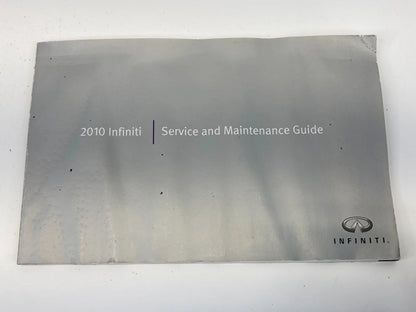 2010 Infiniti | Service and Maintenance Guide
INFINITI.